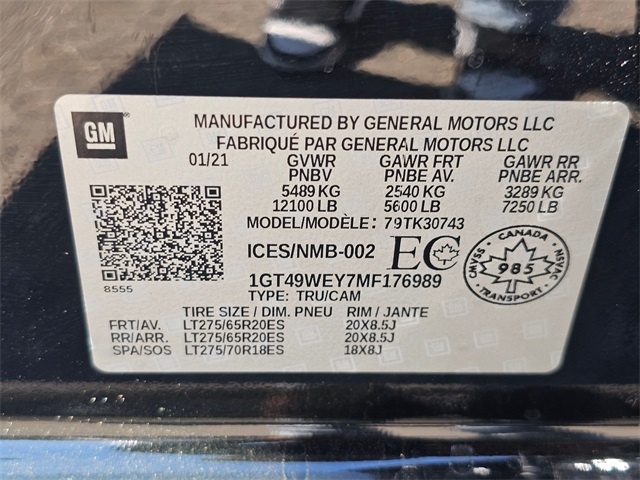 GM
MANUFACTURED BY GENERAL MOTORS LLC
FABRIQUÉ PAR GENERAL MOTORS LLC
01/21 GVWR GAWR FRT GAWR RR
PNBV PNBE AV. PNBE ARR.
5489 KG 2540 KG 3289 KG
12100 LB 5600 LB 7250 LB
MODEL/MODÈLE: 79TK30743
ICES/NMB-002 EC
CANADA
CMVSS 985 NSVAC
TRANSPORT
8555
1GT49WEY7MF176989
TYPE: TRU/CAM
TIRE SIZE / DIM. PNEU RIM / JANTE
FRT/AV. LT275/65R20ES 20X8.5J
RR/ARR. LT275/65R20ES 20X8.5J
SPA/SOS LT275/70R18ES 18X8J